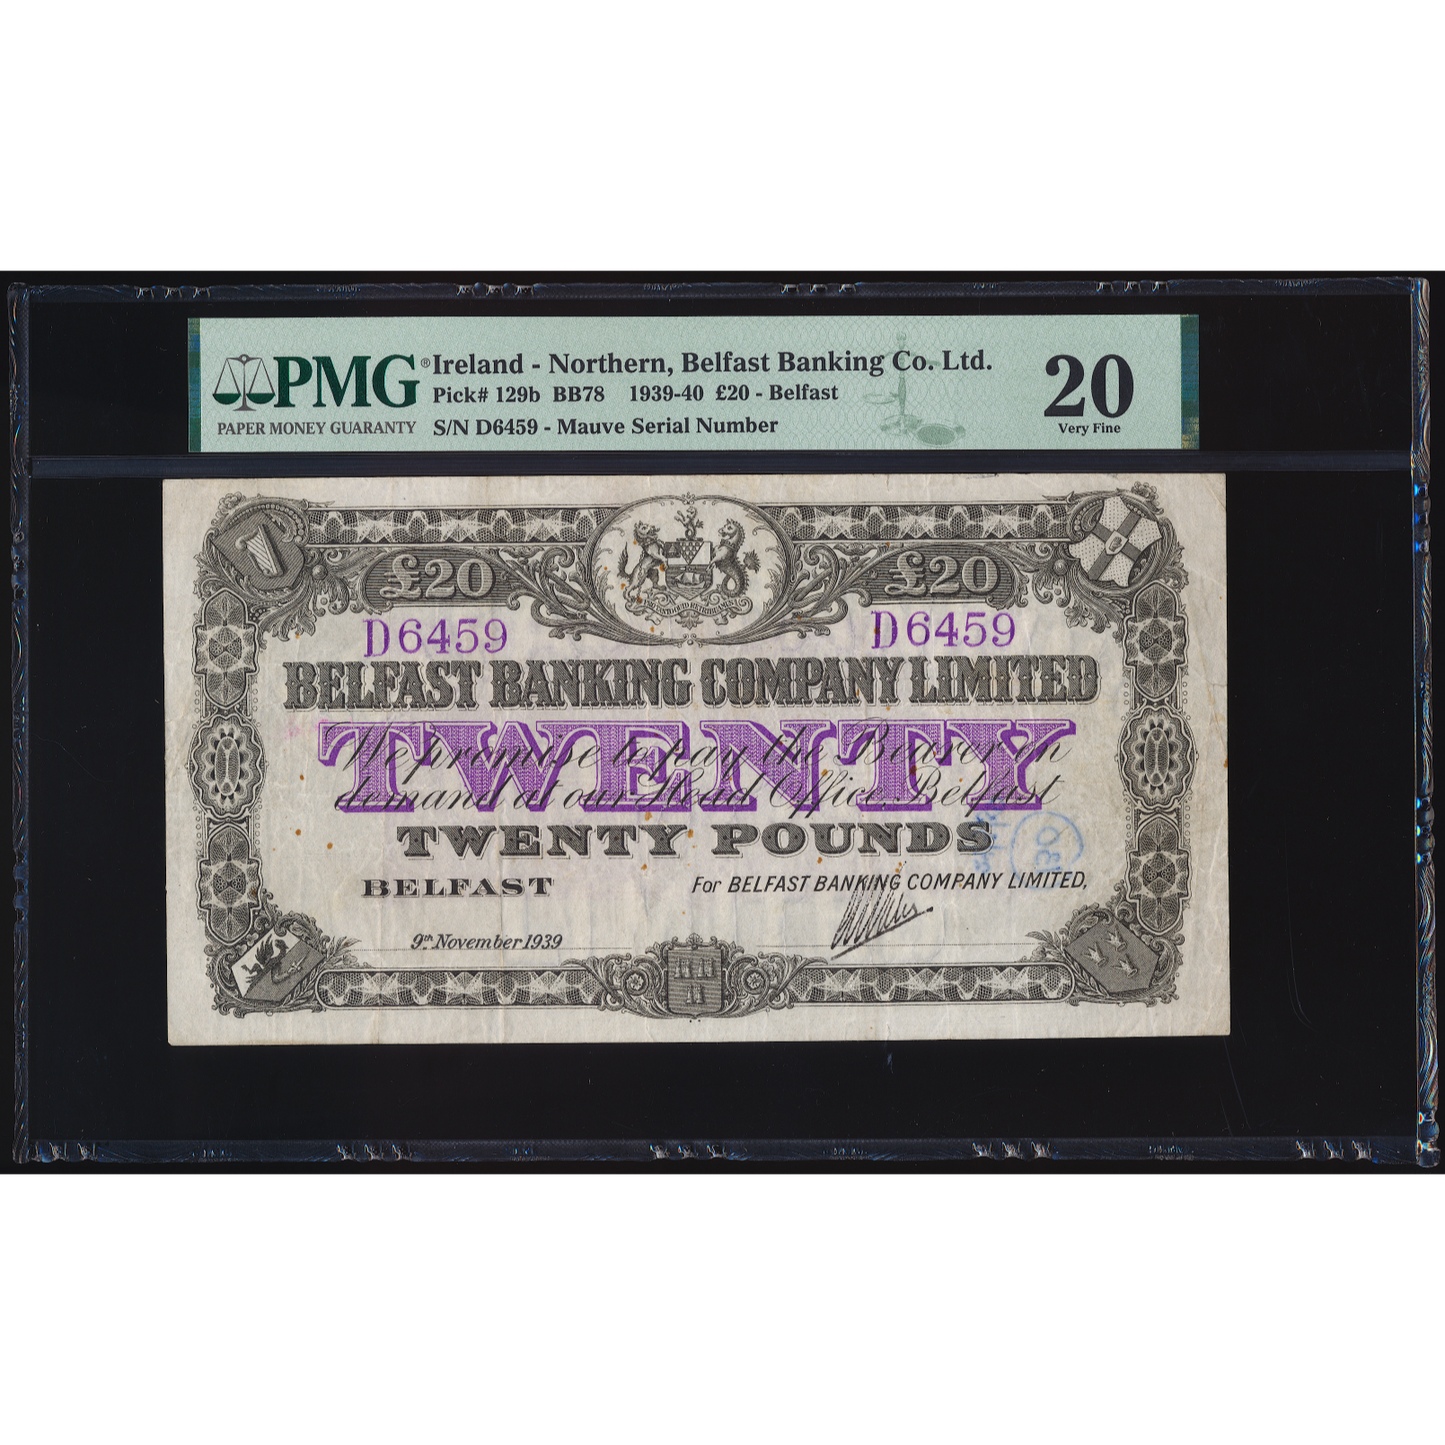 PMG®
PAPER MONEY GUARANTY
Ireland - Northern, Belfast Banking Co. Ltd.
Pick# 129b BB78 1939-40 £20 - Belfast
S/N D6459 - Mauve Serial Number
20
Very Fine
£20 £20
D6459 D6459
BELFAST BANKING COMPANY LIMITED
TWENTY
We promise to pay the Bearer on
demand at our Head Office, Belfast
TWENTY POUNDS
BELFAST
For BELFAST BANKING COMPANY LIMITED,
9th November 1939